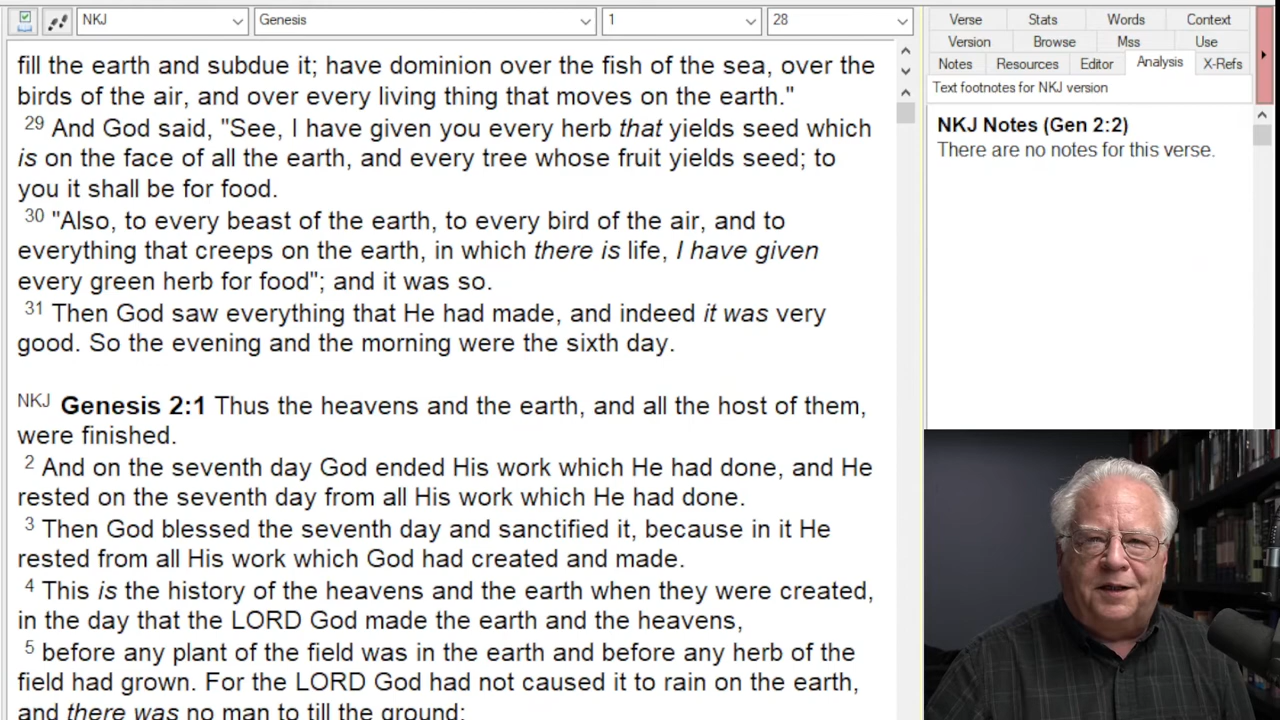 NKJ Genesis 1 28
fill the earth and subdue it; have dominion over the fish of the sea, over the
birds of the air, and over every living thing that moves on the earth."
29 And God said, "See, I have given you every herb that yields seed which
is on the face of all the earth, and every tree whose fruit yields seed; to
you it shall be for food.
30 "Also, to every beast of the earth, to every bird of the air, and to
everything that creeps on the earth, in which there is life, I have given
every green herb for food"; and it was so.
31 Then God saw everything that He had made, and indeed it was very
good. So the evening and the morning were the sixth day.
NKJ Genesis 2:1 Thus the heavens and the earth, and all the host of them,
were finished.
2 And on the seventh day God ended His work which He had done, and He
rested on the seventh day from all His work which He had done.
3 Then God blessed the seventh day and sanctified it, because in it He
rested from all His work which God had created and made.
4 This is the history of the heavens and the earth when they were created,
in the day that the LORD God made the earth and the heavens,
5 before any plant of the field was in the earth and before any herb of the
field had grown. For the LORD God had not caused it to rain on the earth,
and there was no man to till the ground;
Verse Stats Words Context
Version Browse Mss Use
Notes Resources Editor Analysis X-Refs
Text footnotes for NKJ version
NKJ Notes (Gen 2:2)
There are no notes for this verse.